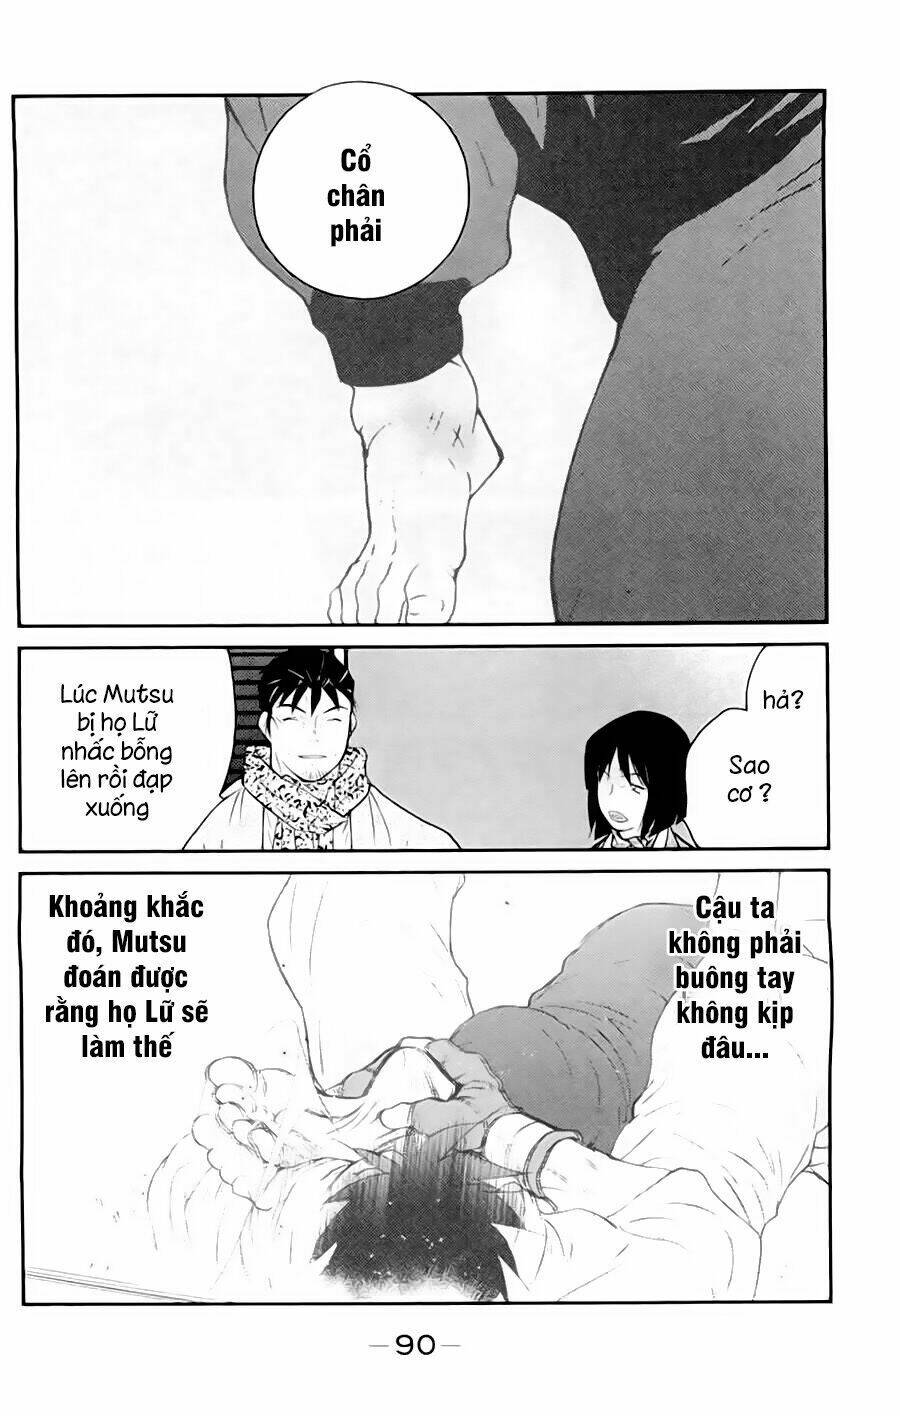 Cổ
chân
phải
hả?
Sao
cơ ?
Lúc Mutsu
bị họ Lữ
nhấc bỗng
lên rồi đạp
xuống
Cậu ta
không phải
buông tay
không kịp
đâu...
Khoảng khắc
đó, Mutsu
đoán được
rằng họ Lữ sẽ
làm thế
-90-